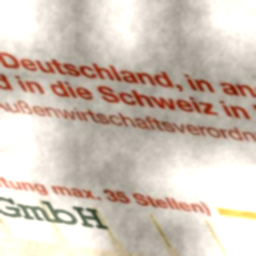 Deutschland, in an
d in die Schweiz in
ußenwirtschaftsverordn
tung max. 35 Stellen)
GmbH